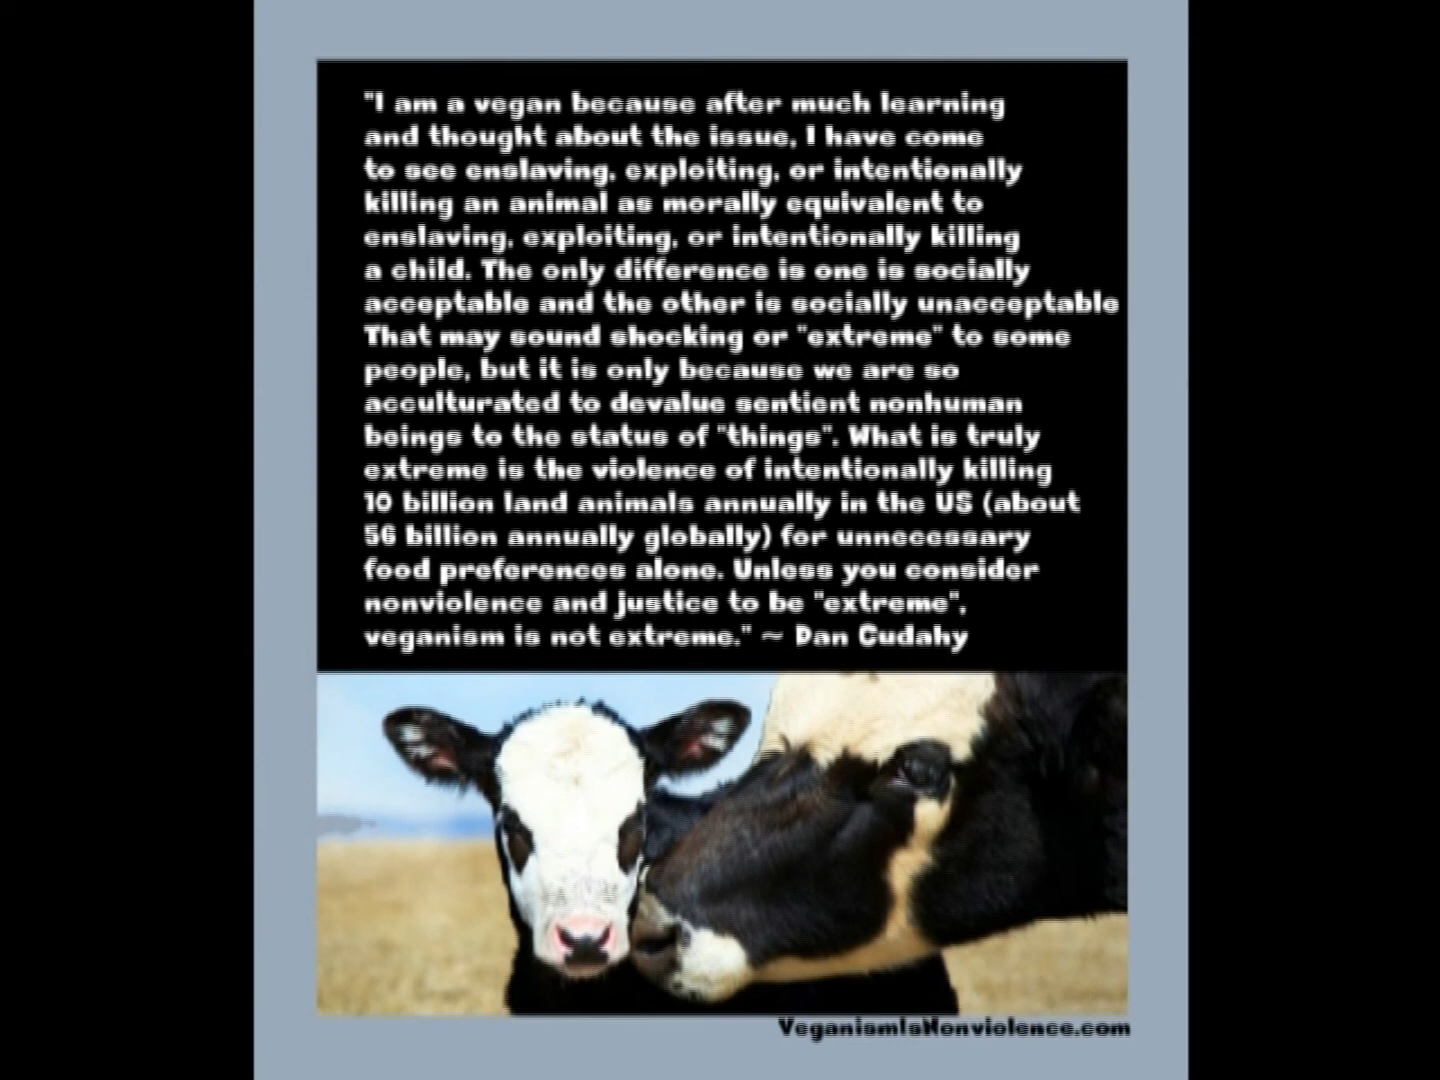 "I am a vegan because after much learning
and thought about the issue, I have come
to see enslaving, exploiting, or intentionally
killing an animal as morally equivalent to
enslaving, exploiting, or intentionally killing
a child. The only difference is one is socially
acceptable and the other is socially unacceptable
That may sound shocking or "extreme" to some
people, but it is only because we are so
acculturated to devalue sentient nonhuman
beings to the status of "things". What is truly
extreme is the violence of intentionally killing
10 billion land animals annually in the US (about
56 billion annually globally) for unnecessary
food preferences alone. Unless you consider
nonviolence and justice to be "extreme",
veganism is not extreme." ~ Dan Cudahy
VeganismIsNonviolence.com